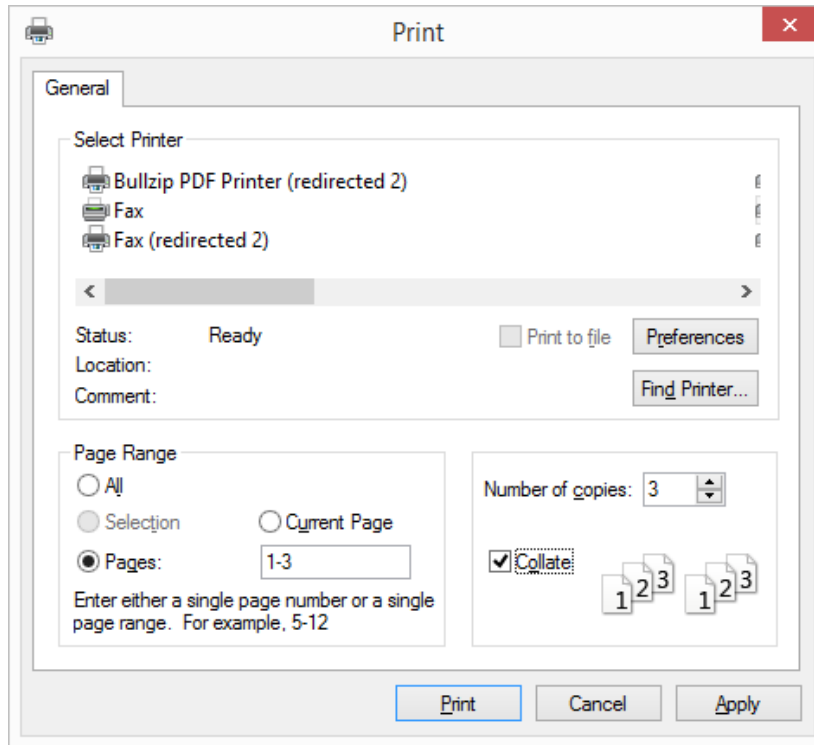 Print
General
Select Printer
Bullzip PDF Printer (redirected 2)
Fax
Fax (redirected 2)
Status: Ready Print to file Preferences
Location:
Comment: Find Printer...
Page Range
All
Selection Current Page
Pages: 1-3
Enter either a single page number or a single
page range. For example, 5-12
Number of copies: 3
Collate
1 2 3 1 2 3
Print Cancel Apply